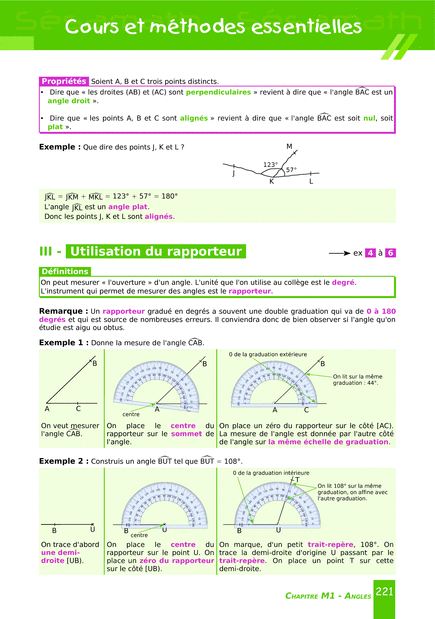 Cours et méthodes essentielles
Propriétés Soient A, B et C trois points distincts.
• Dire que « les droites (AB) et (AC) sont perpendiculaires » revient à dire que « l'angle BAC est un
angle droit ».
• Dire que « les points A, B et C sont alignés » revient à dire que « l'angle BAC est soit nul, soit
plat ».
Exemple : Que dire des points J, K et L ?
M
123°
57°
J
K
L
JKL = JKM + MKL = 123° + 57° = 180°
L'angle JKL est un angle plat.
Donc les points J, K et L sont alignés.
III - Utilisation du rapporteur
ex 4 à 6
Définitions
On peut mesurer « l'ouverture » d'un angle. L'unité que l'on utilise au collège est le degré.
L'instrument qui permet de mesurer des angles est le rapporteur.
Remarque : Un rapporteur gradué en degrés a souvent une double graduation qui va de 0 à 180
degrés et qui est source de nombreuses erreurs. Il conviendra donc de bien observer si l'angle qu'on
étudie est aigu ou obtus.
Exemple 1 : Donne la mesure de l'angle CAB.
B
A
C
On veut mesurer
l'angle CAB.
B
A
centre
On place le centre du
rapporteur sur le sommet de
l'angle.
0 de la graduation extérieure
B
On lit sur la même
graduation : 44°.
A
C
On place un zéro du rapporteur sur le côté [AC).
La mesure de l'angle est donnée par l'autre côté
de l'angle sur la même échelle de graduation.
Exemple 2 : Construis un angle BUT tel que BUT = 108°.
B
U
On trace d'abord
une demi-
droite [UB).
B
U
centre
On place le centre du
rapporteur sur le point U. On
place un zéro du rapporteur
sur le côté [UB).
0 de la graduation intérieure
T
On lit 108° sur la même
graduation, on affine avec
l'autre graduation.
B
U
On marque, d'un petit trait-repère, 108°. On
trace la demi-droite d'origine U passant par le
trait-repère. On place un point T sur cette
demi-droite.
Chapitre M1 - Angles
221